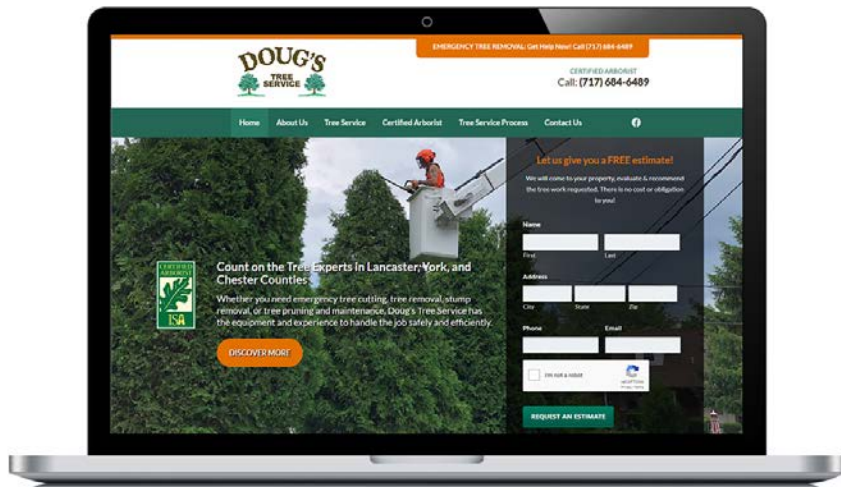 EMERGENCY TREE REMOVAL: Get Help Now! Call (717) 684-6489
DOUG'S
TREE
SERVICE
CERTIFIED ARBORIST
Call: (717) 684-6489
Home About Us Tree Service Certified Arborist Tree Service Process Contact Us
Let us give you a FREE estimate!
We will come to your property, evaluate & recommend
the tree work requested. There is no cost or obligation
to you!
Name
First Last
Address
City State Zip
Phone Email
I'm not a robot
reCAPTCHA
Privacy - Terms
REQUEST AN ESTIMATE
CERTIFIED
ARBORIST
ISA
Count on the Tree Experts in Lancaster, York, and
Chester Counties
Whether you need emergency tree cutting, tree removal, stump
removal, or tree pruning and maintenance, Doug's Tree Service has
the equipment and experience to handle the job safely and efficiently.
DISCOVER MORE